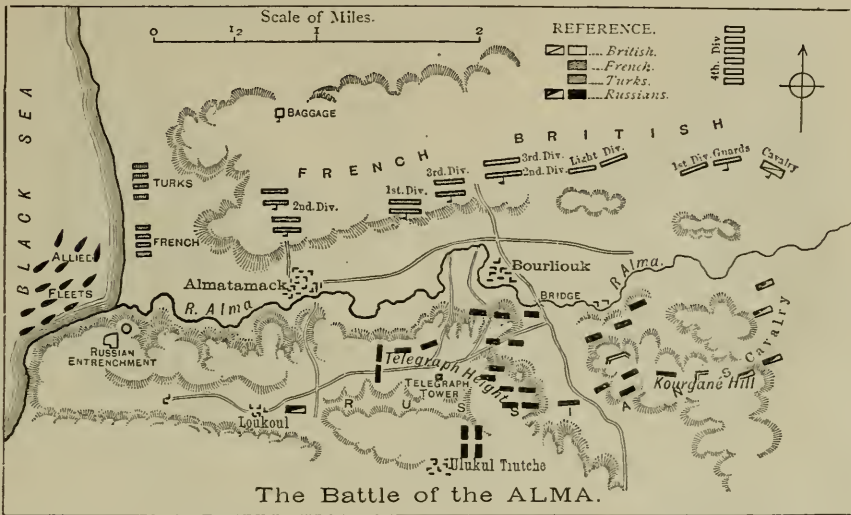 Scale of Miles.
0 1/2 1 2
REFERENCE.
British.
French.
Turks.
Russians.
4th. Div
BLACK SEA
BAGGAGE
FRENCH
BRITISH
TURKS
2nd. Div.
1st. Div.
3rd. Div.
3rd. Div.
2nd. Div.
Light Div.
1st Div. Guards
Cavalry
FRENCH
ALLIED
FLEETS
Almatamack
Bourliouk
R. Alma
BRIDGE
R. Alma.
RUSSIAN
ENTRENCHMENT
Telegraph Height
TELEGRAPH
TOWER
Kourgane Hill
Cavalry
RUSSIANS
Loukoul
Ulukul Tiutche
The Battle of the ALMA.